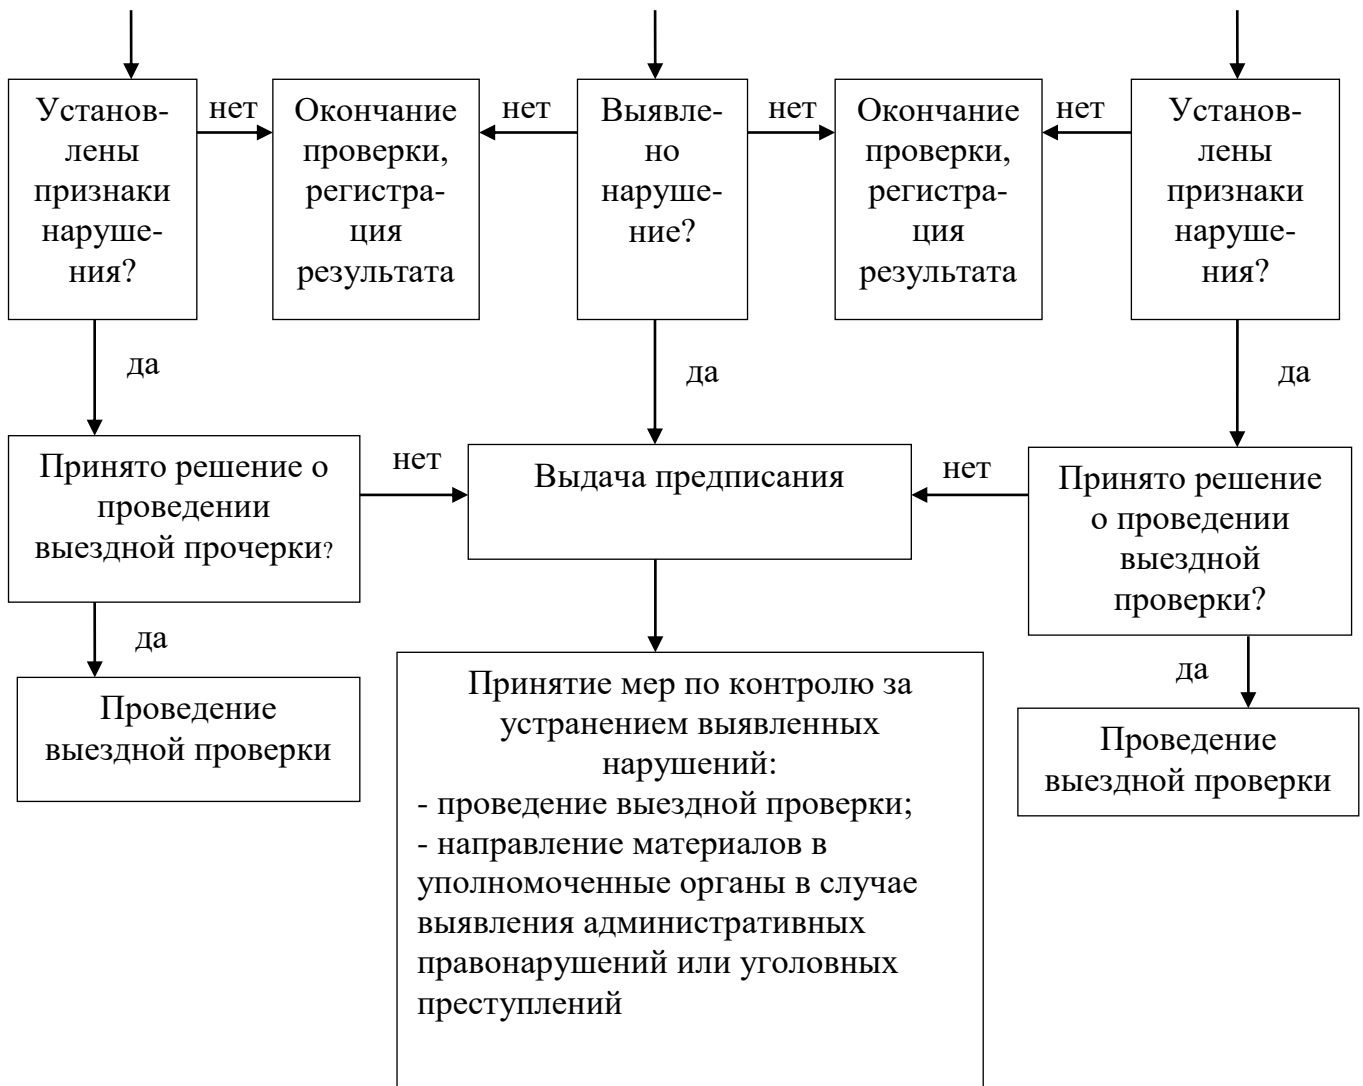 Установ-
лены
признаки
наруше-
ния?
нет
Окончание
проверки,
регистра-
ция
результата
нет
Выявле-
но
наруше-
ние?
нет
Окончание
проверки,
регистра-
ция
результата
нет
Установ-
лены
признаки
наруше-
ния?
да
да
да
Принято решение о
проведении
выездной прочерки?
нет
Выдача предписания
нет
Принято решение
о проведении
выездной
проверки?
да
да
Проведение
выездной проверки
Принятие мер по контролю за
устранением выявленных
нарушений:
- проведение выездной проверки;
- направление материалов в
уполномоченные органы в случае
выявления административных
правонарушений или уголовных
преступлений
Проведение
выездной проверки